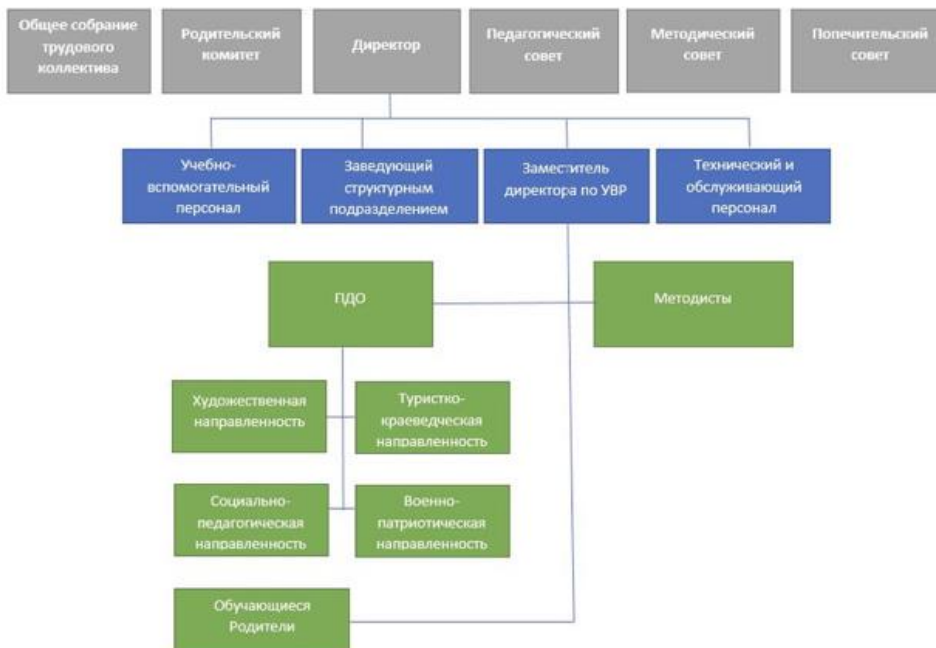 Общее собрание
трудового
коллектива
Родительский
комитет
Директор
Педагогический
совет
Методический
совет
Попечительский
совет
Учебно-
вспомогательный
персонал
Заведующий
структурным
подразделением
Заместитель
директора по УВР
Технический и
обслуживающий
персонал
ПДО
Методисты
Художественная
направленность
Туристко-
краеведческая
направленность
Социально-
педагогическая
направленность
Военно-
патриотическая
направленность
Обучающиеся
Родители